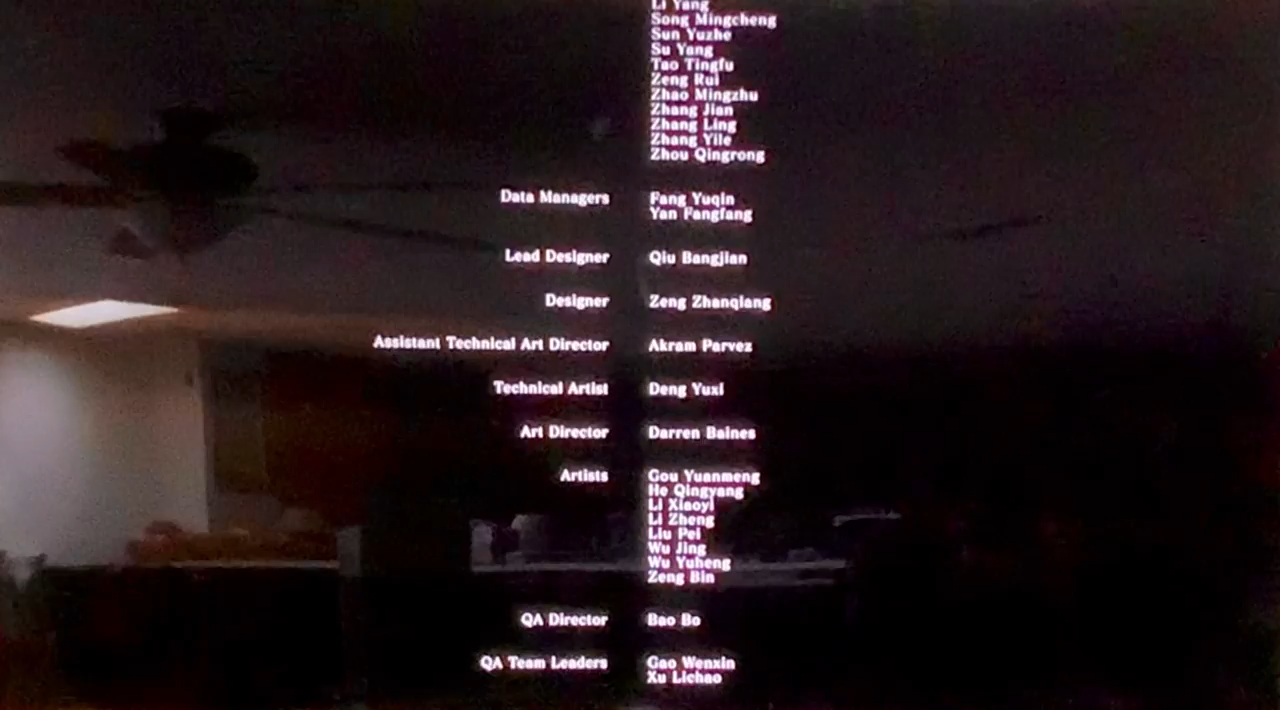 Li Yang
Song Mingcheng
Sun Yuzhe
Su Yang
Tao Tingfu
Zeng Rui
Zhao Mingzhu
Zhang Jian
Zhang Ling
Zhang Yile
Zhou Qingrong
Data Managers Fang Yuqin
Yan Fangfang
Lead Designer Qiu Bangjian
Designer Zeng Zhanqiang
Assistant Technical Art Director Akram Parvez
Technical Artist Deng Yuxi
Art Director Darren Baines
Artists Gou Yuanmeng
He Qingyang
Li Xiaoyi
Li Zheng
Liu Pei
Wu Jing
Wu Yuheng
Zeng Bin
QA Director Bao Bo
QA Team Leaders Gao Wenxin
Xu Lichao